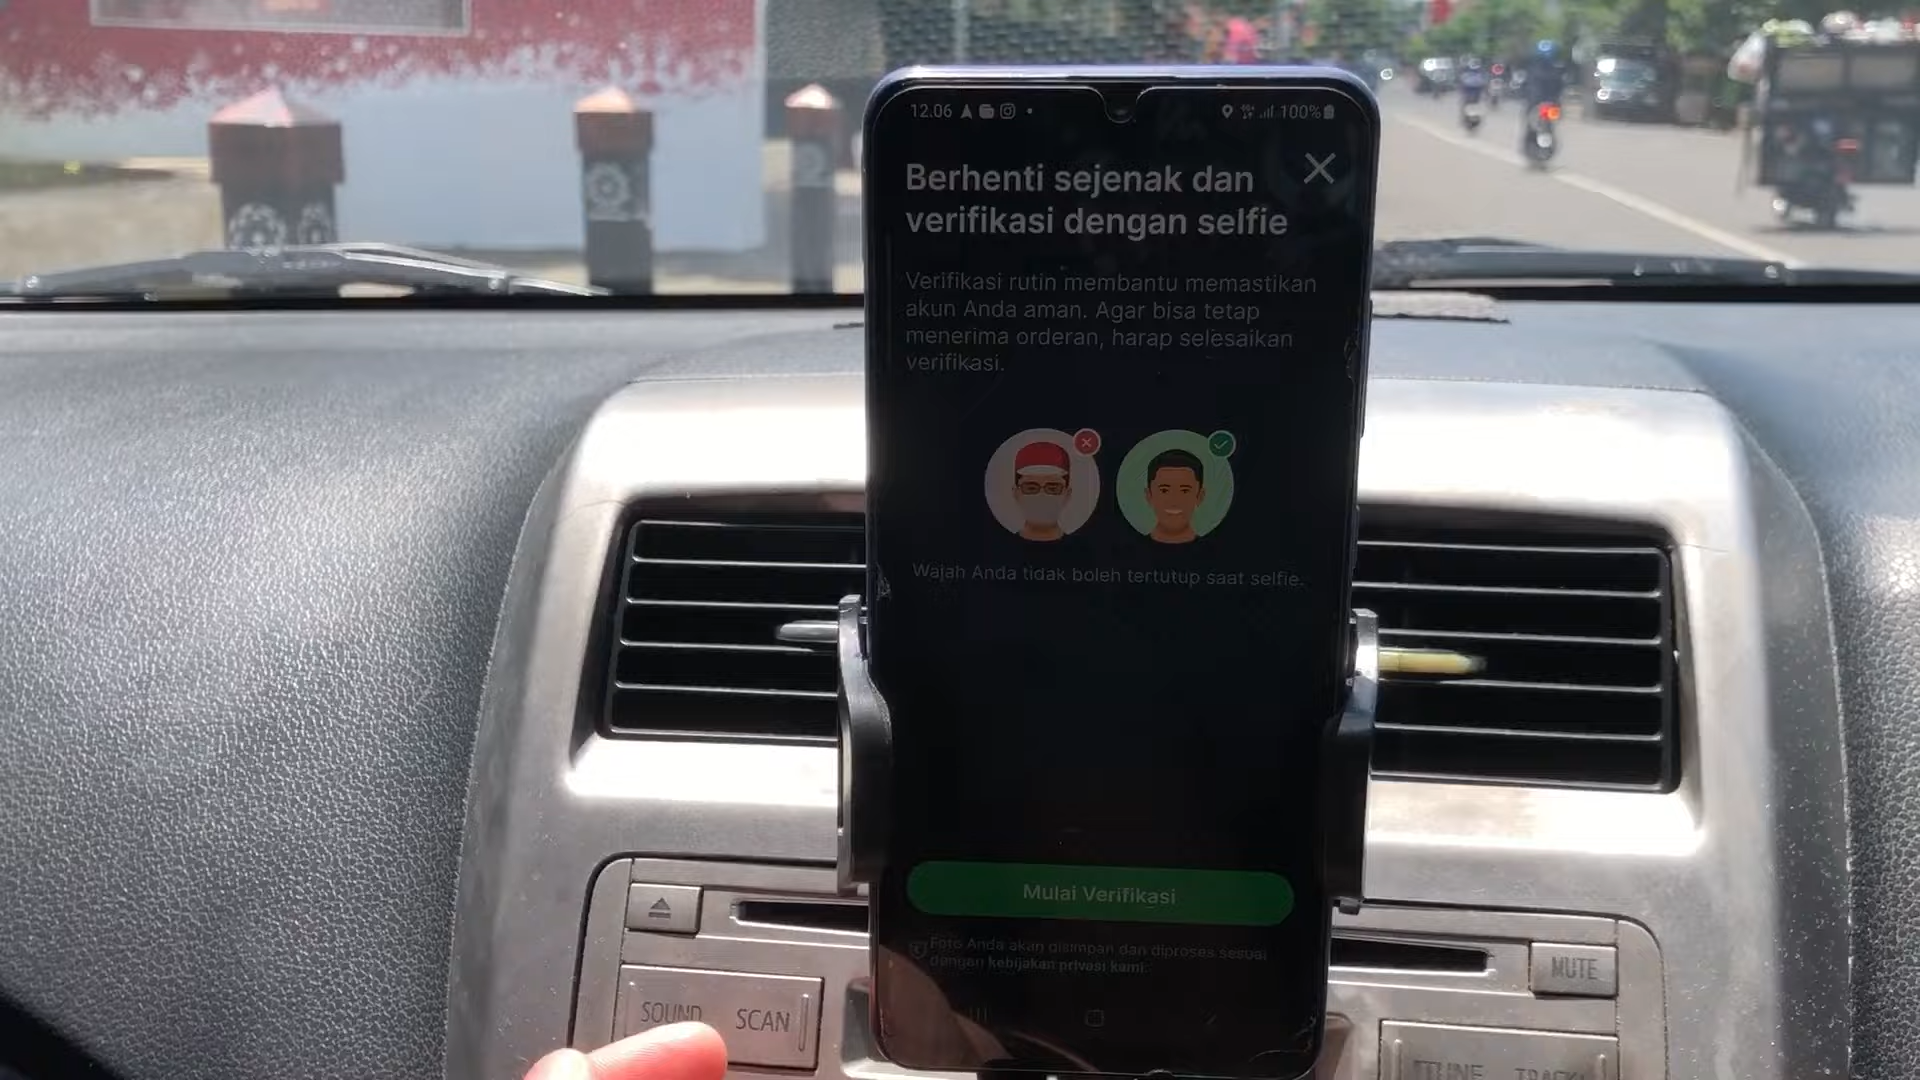 12.06
100%
Berhenti sejenak dan
verifikasi dengan selfie
Verifikasi rutin membantu memastikan
akun Anda aman. Agar bisa tetap
menerima orderan, harap selesaikan
verifikasi.
Wajah Anda tidak boleh tertutup saat selfie.
Mulai Verifikasi
Foto Anda akan disimpan dan diproses sesuai
dengan kebijakan privasi kami.
MUTE
SOUND
SCAN
TUNE
TRACK